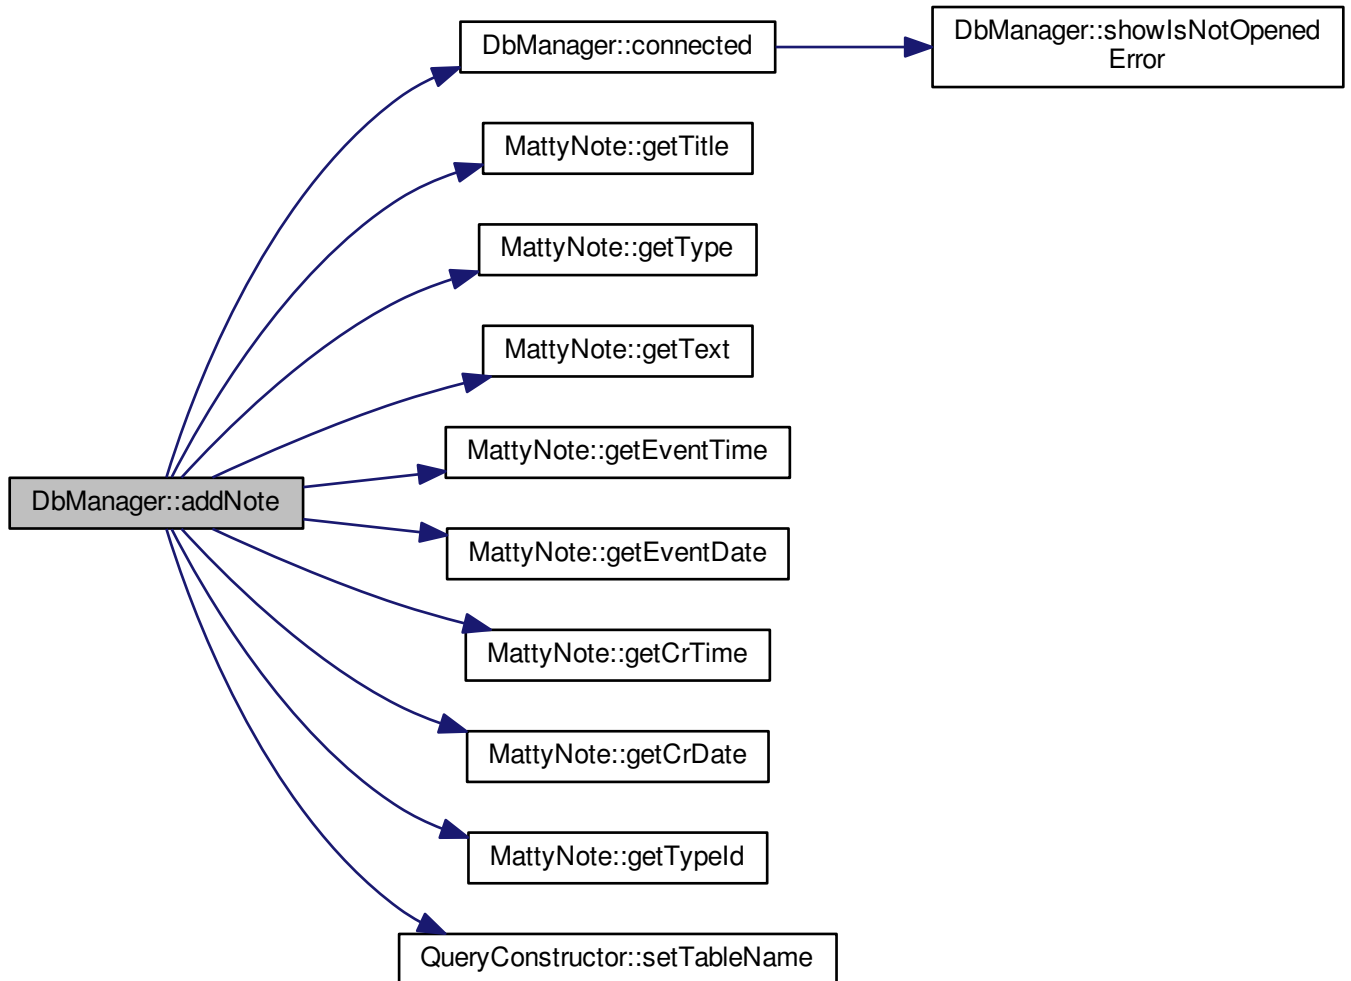 DbManager::connected
DbManager::showIsNotOpened
Error
MattyNote::getTitle
MattyNote::getType
MattyNote::getText
MattyNote::getEventTime
DbManager::addNote
MattyNote::getEventDate
MattyNote::getCrTime
MattyNote::getCrDate
MattyNote::getTypeId
QueryConstructor::setTableName